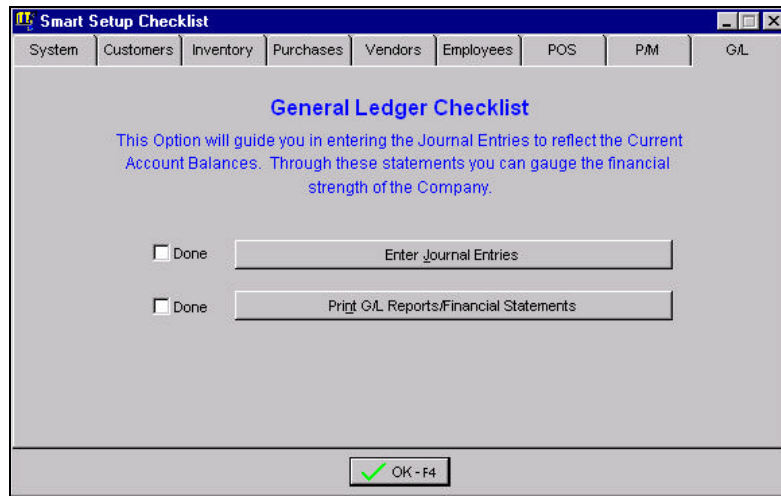 Smart Setup Checklist
System Customers Inventory Purchases Vendors Employees POS P/M G/L
General Ledger Checklist
This Option will guide you in entering the Journal Entries to reflect the Current
Account Balances. Through these statements you can gauge the financial
strength of the Company.
Done Enter Journal Entries
Done Print G/L Reports/Financial Statements
OK - F4